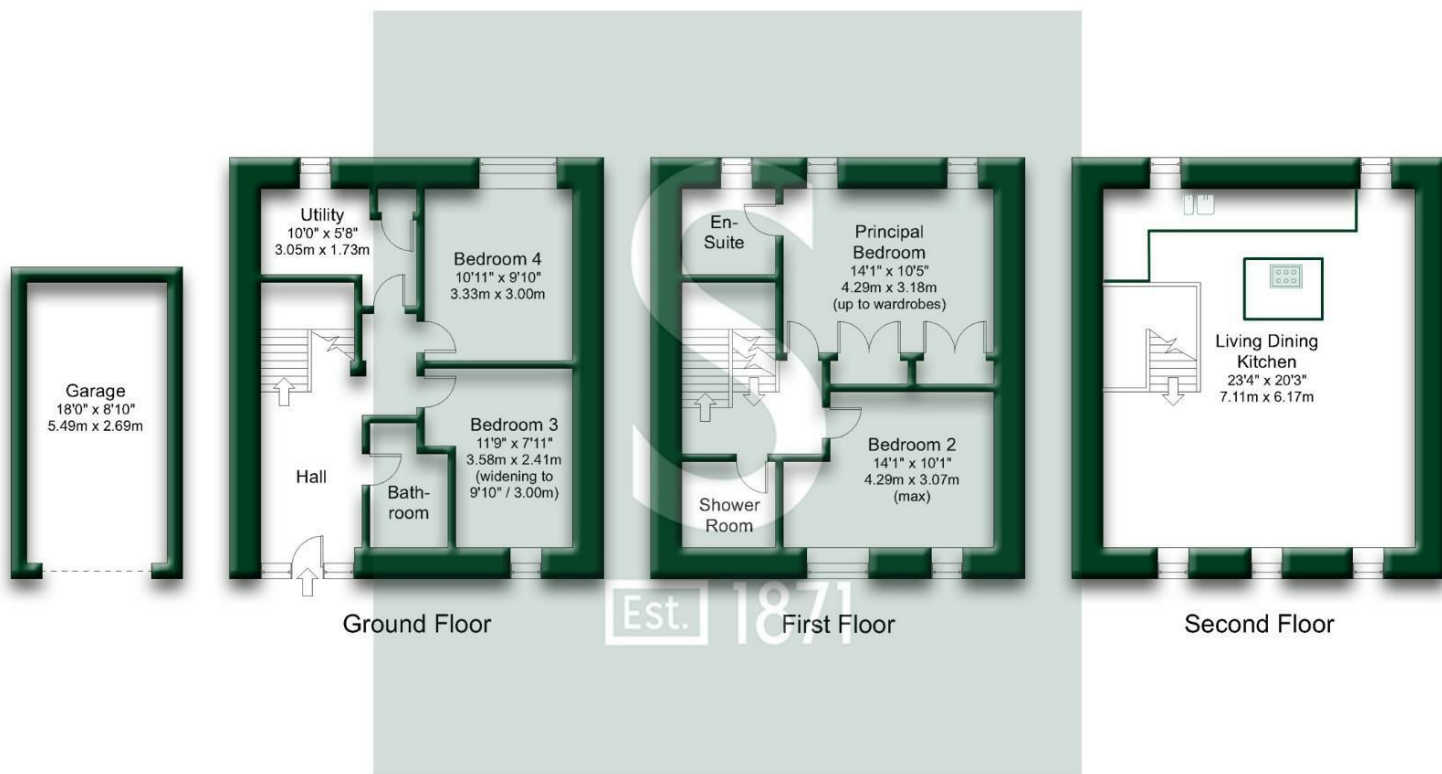 Garage
18'0" x 8'10"
5.49m x 2.69m
Utility
10'0" x 5'8"
3.05m x 1.73m
Bedroom 4
10'11" x 9'10"
3.33m x 3.00m
Bedroom 3
11'9" x 7'11"
3.58m x 2.41m
(widening to
9'10" / 3.00m)
Hall
Bath-
room
Ground Floor
En-
Suite
Principal
Bedroom
14'1" x 10'5"
4.29m x 3.18m
(up to wardrobes)
Bedroom 2
14'1" x 10'1"
4.29m x 3.07m
(max)
Shower
Room
First Floor
Living Dining
Kitchen
23'4" x 20'3"
7.11m x 6.17m
Second Floor
S
Est. 1871